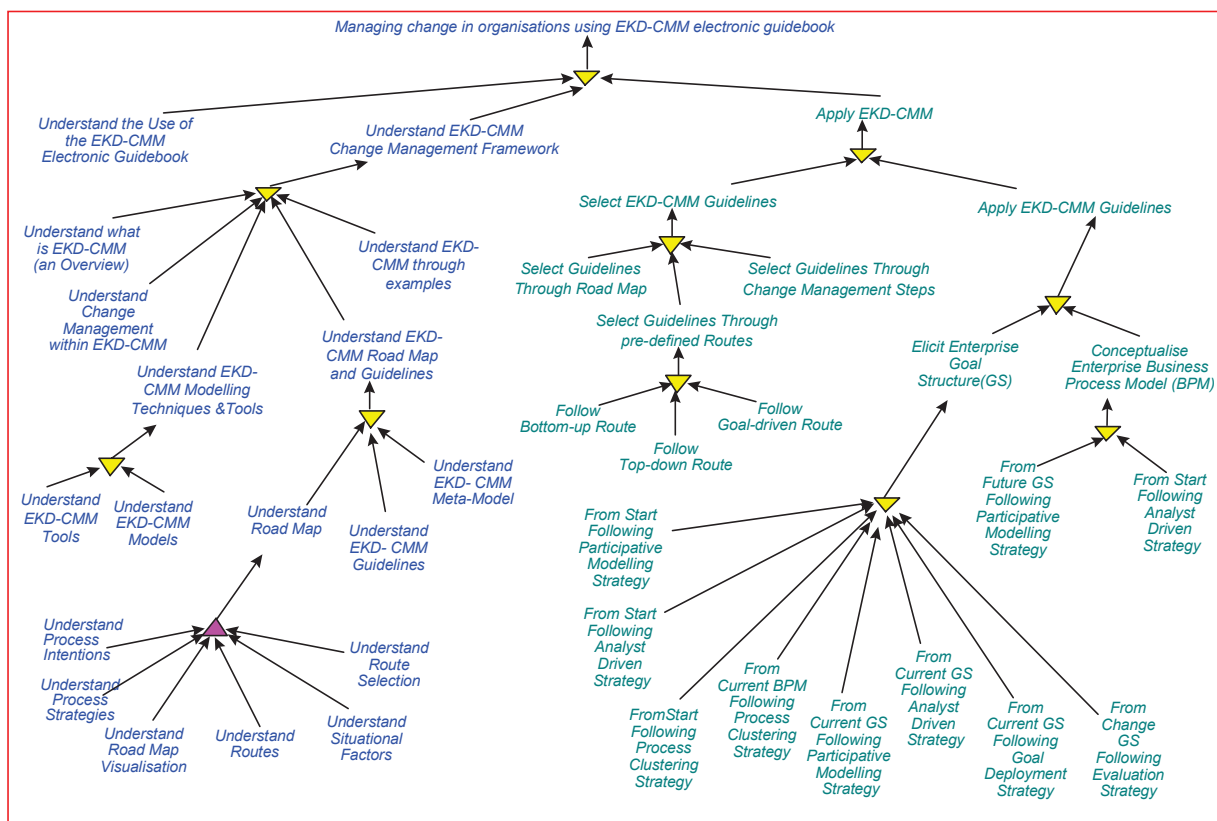 Managing change in organisations using EKD-CMM electronic guidebook
Understand the Use of
the EKD-CMM
Electronic Guidebook
Understand EKD-CMM
Change Management Framework
Apply EKD-CMM
Understand what
is EKD-CMM
(an Overview)
Understand
Change
Management
within EKD-CMM
Understand EKD-
CMM through
examples
Understand EKD-
CMM Modelling
Techniques &Tools
Understand EKD-
CMM Road Map
and Guidelines
Understand
EKD-CMM
Tools
Understand
EKD-CMM
Models
Understand
Road Map
Understand
EKD- CMM
Guidelines
Understand
EKD- CMM
Meta-Model
Understand
Process
Intentions
Understand
Process
Strategies
Understand
Road Map
Visualisation
Understand
Routes
Understand
Situational
Factors
Understand
Route
Selection
Select EKD-CMM Guidelines
Apply EKD-CMM Guidelines
Select Guidelines
Through Road Map
Select Guidelines Through
Change Management Steps
Select Guidelines Through
pre-defined Routes
Follow
Bottom-up Route
Follow
Top-down Route
Follow
Goal-driven Route
Elicit Enterprise
Goal
Structure(GS)
Conceptualise
Enterprise Business
Process Model (BPM)
From
Future GS
Following
Participative
Modelling
Strategy
From Start
Following
Analyst
Driven
Strategy
From Start
Following
Participative
Modelling
Strategy
From Start
Following
Analyst
Driven
Strategy
FromStart
Following
Process
Clustering
Strategy
From
Current BPM
Following
Process
Clustering
Strategy
From
Current GS
Following
Participative
Modelling
Strategy
From
Current GS
Following
Analyst
Driven
Strategy
From
Current GS
Following
Goal
Deployment
Strategy
From
Change
GS
Following
Evaluation
Strategy